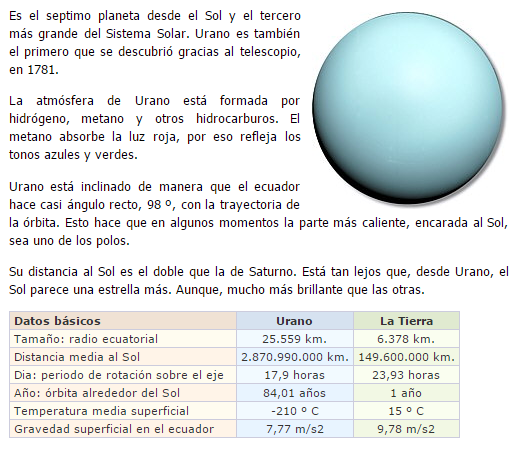 Es el septimo planeta desde el Sol y el tercero
más grande del Sistema Solar. Urano es también
el primero que se descubrió gracias al telescopio,
en 1781.
La atmósfera de Urano está formada por
hidrógeno, metano y otros hidrocarburos. El
metano absorbe la luz roja, por eso refleja los
tonos azules y verdes.
Urano está inclinado de manera que el ecuador
hace casi ángulo recto, 98 º, con la trayectoria de
la órbita. Esto hace que en algunos momentos la parte más caliente, encarada al Sol,
sea uno de los polos.
Su distancia al Sol es el doble que la de Saturno. Está tan lejos que, desde Urano, el
Sol parece una estrella más. Aunque, mucho más brillante que las otras.
Datos básicos Urano La Tierra
Tamaño: radio ecuatorial 25.559 km. 6.378 km.
Distancia media al Sol 2.870.990.000 km. 149.600.000 km.
Dia: periodo de rotación sobre el eje 17,9 horas 23,93 horas
Año: órbita alrededor del Sol 84,01 años 1 año
Temperatura media superficial -210 º C 15 º C
Gravedad superficial en el ecuador 7,77 m/s2 9,78 m/s2